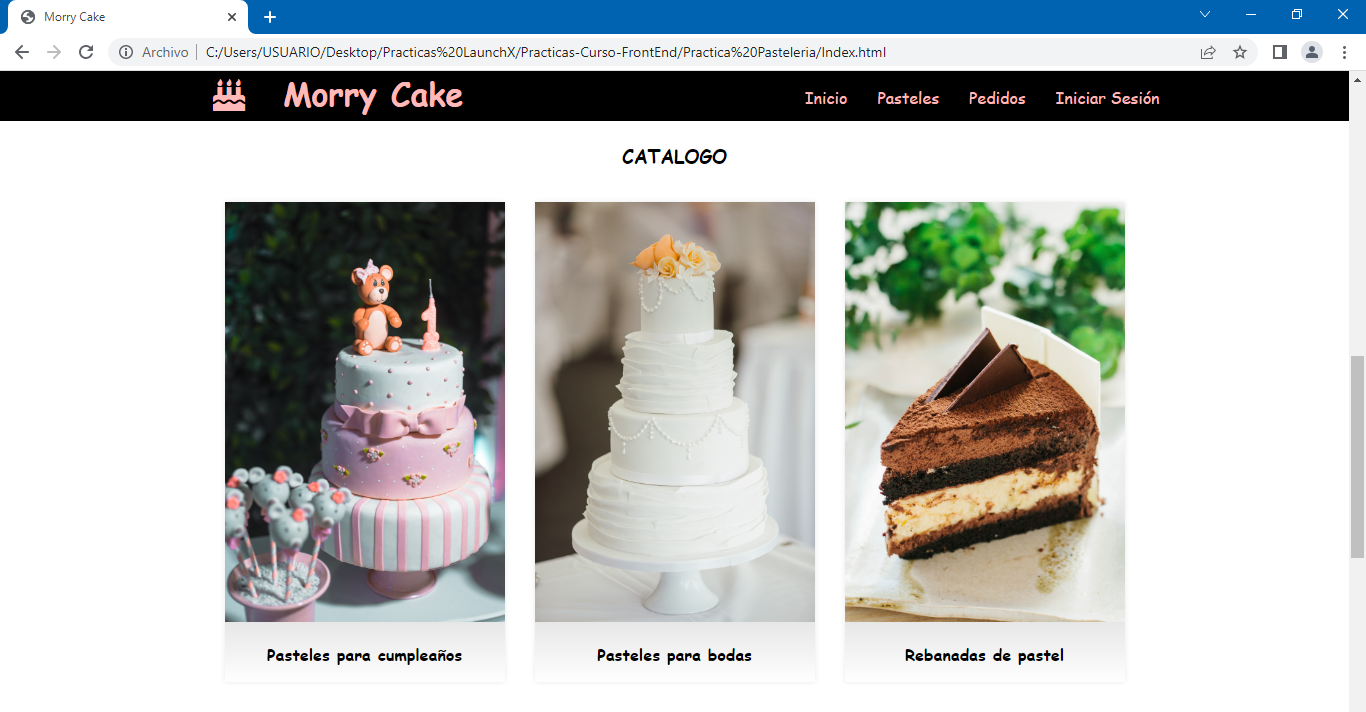 Morry Cake
Archivo
C:/Users/USUARIO/Desktop/Practicas%20LaunchX/Practicas-Curso-FrontEnd/Practica%20Pasteleria/Index.html
Morry Cake
Inicio
Pasteles
Pedidos
Iniciar Sesión
CATALOGO
1
Pasteles para cumpleaños
Pasteles para bodas
Rebanadas de pastel